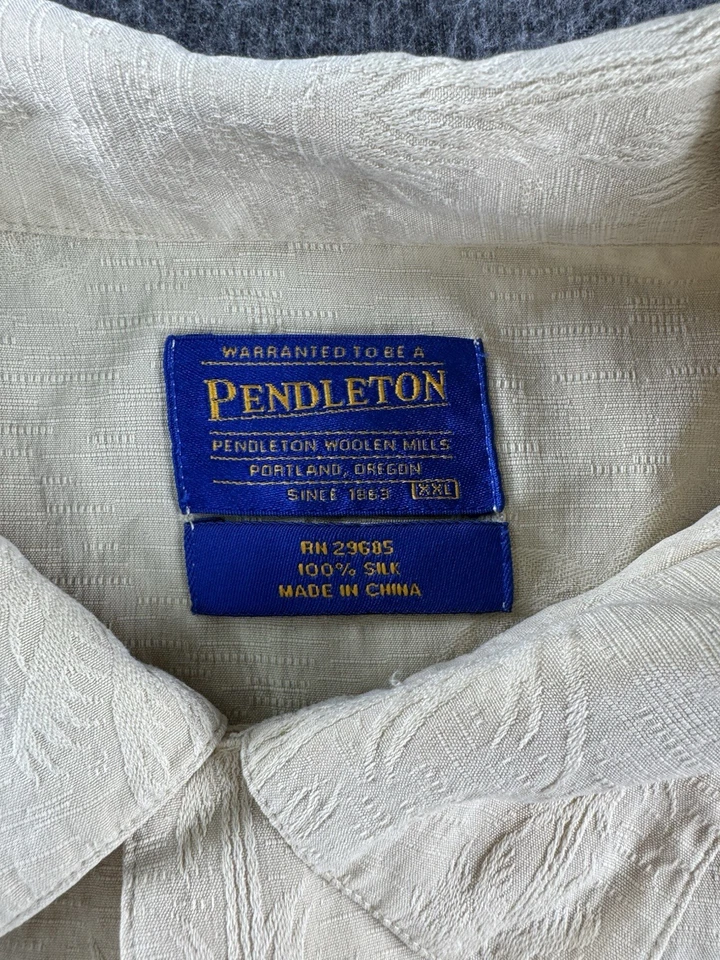 WARRANTED TO BE A
PENDLETON
PENDLETON WOOLEN MILLS
PORTLAND, OREGON
SINCE 1863 XXL
RN 29685
100% SILK
MADE IN CHINA